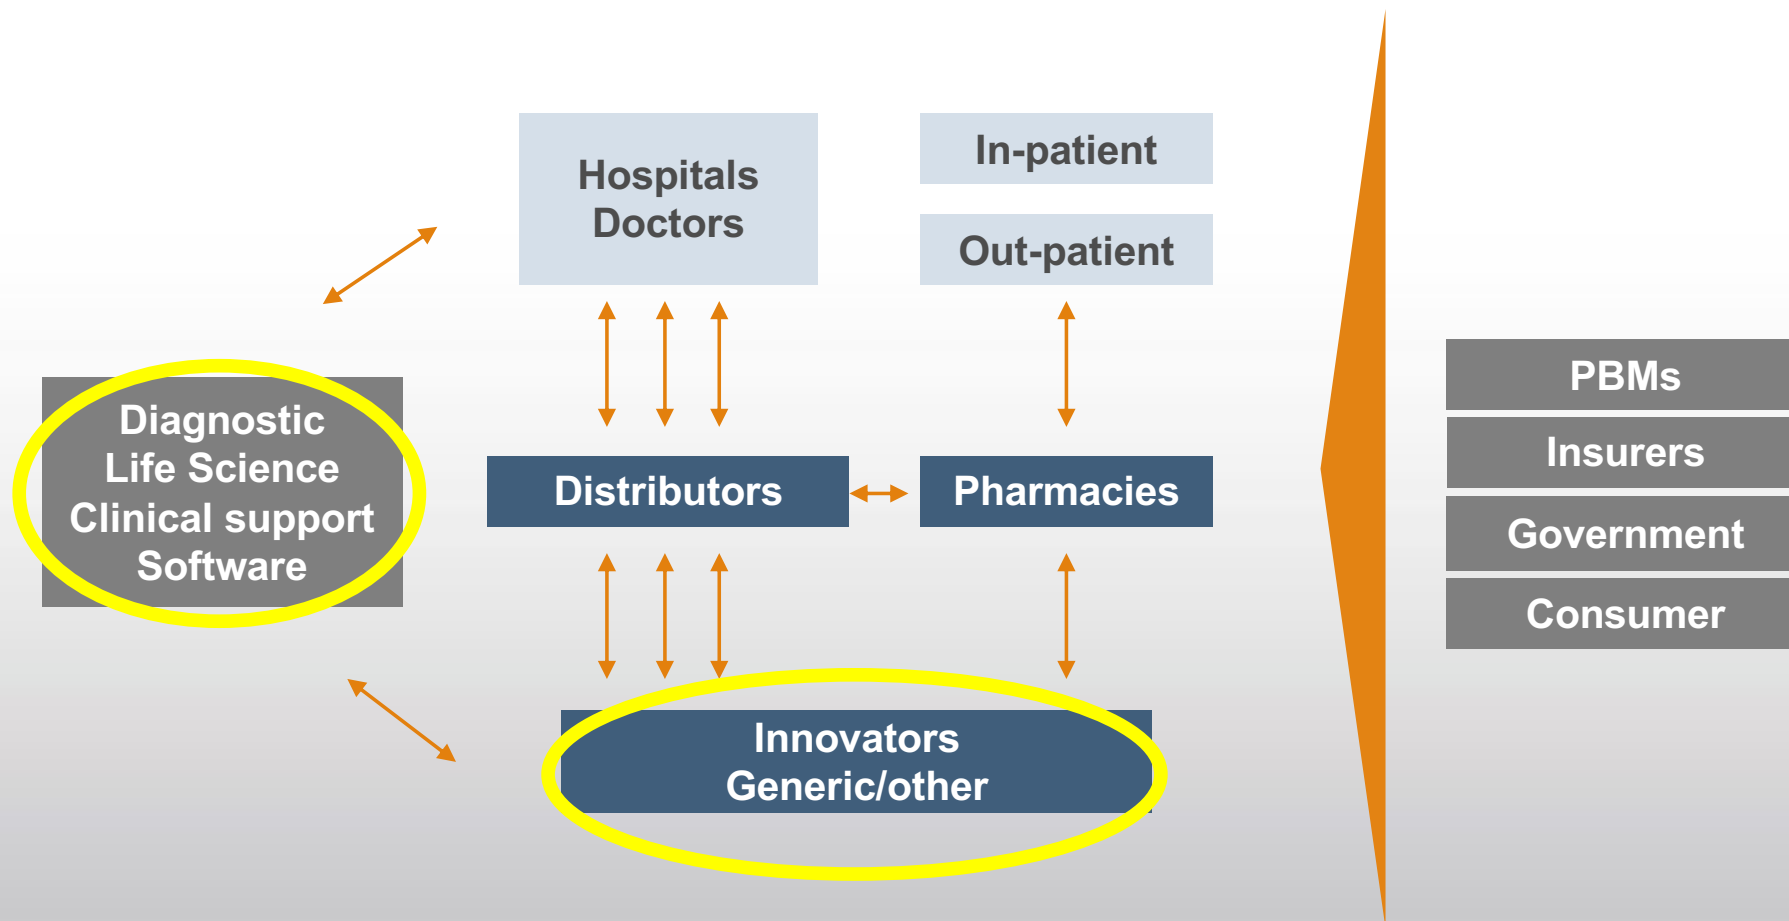 Hospitals
Doctors
In-patient
Out-patient
Diagnostic
Life Science
Clinical support
Software
Distributors
Pharmacies
Innovators
Generic/other
PBMs
Insurers
Government
Consumer